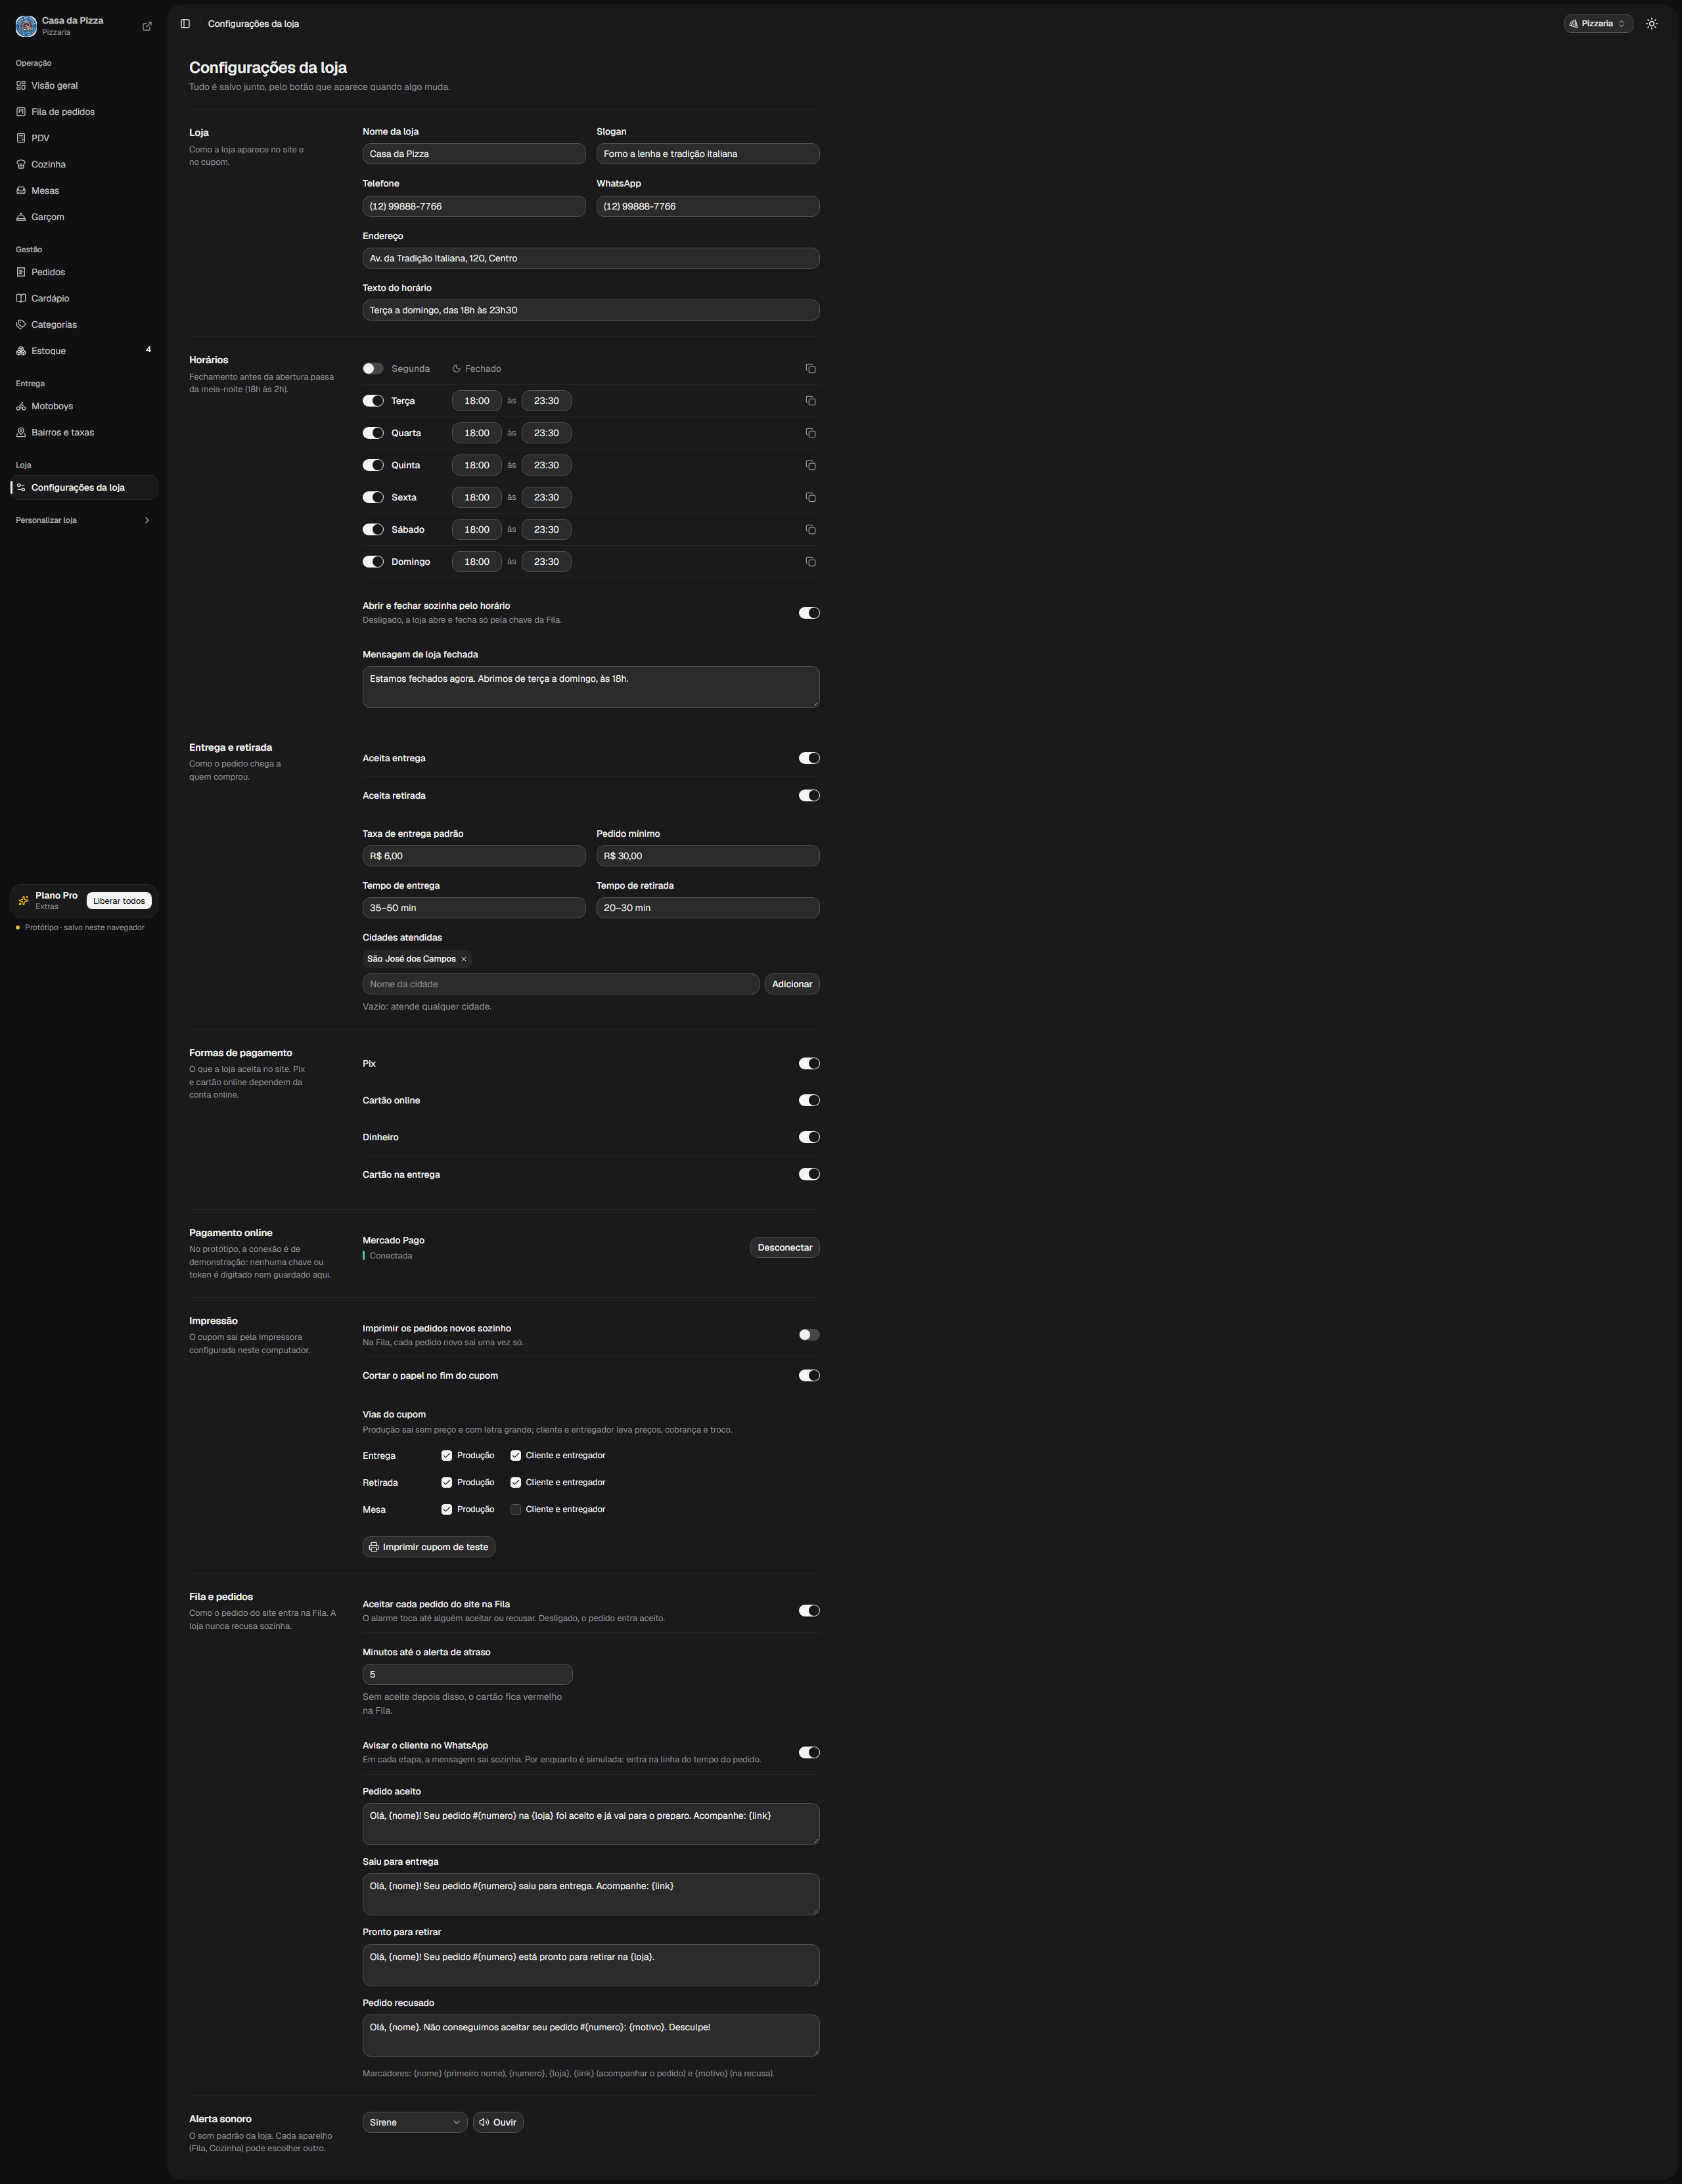 Casa da Pizza
Pizzaria
Operação
Visão geral
Fila de pedidos
PDV
Cozinha
Mesas
Garçom
Gestão
Pedidos
Cardápio
Categorias
Estoque
4
Entrega
Motoboys
Bairros e taxas
Loja
Configurações da loja
Personalizar loja
Plano Pro
Extras
Liberar todos
Protótipo · salvo neste navegador
Configurações da loja
Pizzaria
Configurações da loja
Tudo é salvo junto, pelo botão que aparece quando algo muda.
Loja
Como a loja aparece no site e
no cupom.
Nome da loja
Slogan
Casa da Pizza
Forno a lenha e tradição italiana
Telefone
WhatsApp
(12) 99888-7766
(12) 99888-7766
Endereço
Av. da Tradição Italiana, 120, Centro
Texto do horário
Terça a domingo, das 18h às 23h30
Horários
Fechamento antes da abertura passa
da meia-noite (18h às 2h).
Segunda
Fechado
Terça 18:00 às 23:30
Quarta 18:00 às 23:30
Quinta 18:00 às 23:30
Sexta 18:00 às 23:30
Sábado 18:00 às 23:30
Domingo 18:00 às 23:30
Abrir e fechar sozinha pelo horário
Desligado, a loja abre e fecha só pela chave da Fila.
Mensagem de loja fechada
Estamos fechados agora. Abrimos de terça a domingo, às 18h.
Entrega e retirada
Como o pedido chega a
quem comprou.
Aceita entrega
Aceita retirada
Taxa de entrega padrão
Pedido mínimo
R$ 6,00
R$ 30,00
Tempo de entrega
Tempo de retirada
35–50 min
20–30 min
Cidades atendidas
São José dos Campos ×
Nome da cidade
Adicionar
Vazio: atende qualquer cidade.
Formas de pagamento
O que a loja aceita no site. Pix
e cartão online dependem da
conta online.
Pix
Cartão online
Dinheiro
Cartão na entrega
Pagamento online
No protótipo, a conexão é de
demonstração: nenhuma chave ou
token é digitado nem guardado aqui.
Mercado Pago
Conectada
Desconectar
Impressão
O cupom sai pela impressora
configurada neste computador.
Imprimir os pedidos novos sozinho
Na Fila, cada pedido novo sai uma vez só.
Cortar o papel no fim do cupom
Vias do cupom
Produção sai sem preço e com letra grande; cliente e entregador leva preços, cobrança e troco.
Entrega Produção Cliente e entregador
Retirada Produção Cliente e entregador
Mesa Produção Cliente e entregador
Imprimir cupom de teste
Fila e pedidos
Como o pedido do site entra na Fila. A
loja nunca recusa sozinha.
Aceitar cada pedido do site na Fila
O alarme toca até alguém aceitar ou recusar. Desligado, o pedido entra aceito.
Minutos até o alerta de atraso
5
Sem aceite depois disso, o cartão fica vermelho
na Fila.
Avisar o cliente no WhatsApp
Em cada etapa, a mensagem sai sozinha. Por enquanto é simulada: entra na linha do tempo do pedido.
Pedido aceito
Olá, {nome}! Seu pedido #{numero} na {loja} foi aceito e já vai para o preparo. Acompanhe: {link}
Saiu para entrega
Olá, {nome}! Seu pedido #{numero} saiu para entrega. Acompanhe: {link}
Pronto para retirar
Olá, {nome}! Seu pedido #{numero} está pronto para retirar na {loja}.
Pedido recusado
Olá, {nome}. Não conseguimos aceitar seu pedido #{numero}: {motivo}. Desculpe!
Marcadores: {nome} (primeiro nome), {numero}, {loja}, {link} (acompanhar o pedido) e {motivo} (na recusa).
Alerta sonoro
O som padrão da loja. Cada aparelho
(Fila, Cozinha) pode escolher outro.
Sirene
Ouvir